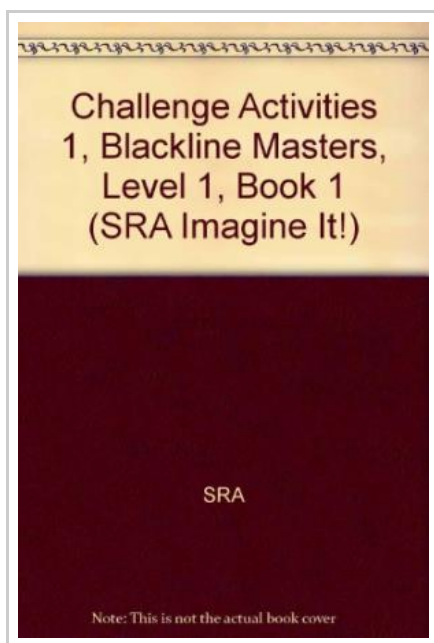 Challenge Activities
1, Blackline Masters,
Level 1, Book 1
(SRA Imagine It!)
SRA
Note: This is not the actual book cover